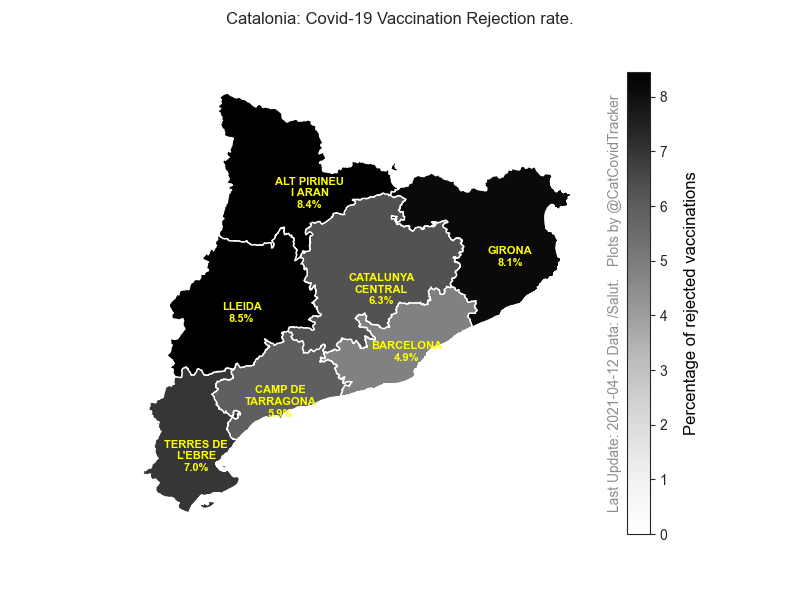 Catalonia: Covid-19 Vaccination Rejection rate.
ALT PIRINEU
I ARAN
8.4%
GIRONA
8.1%
CATALUNYA
CENTRAL
6.3%
LLEIDA
8.5%
BARCELONA
4.9%
CAMP DE
TARRAGONA
5.9%
TERRES DE
L'EBRE
7.0%
Last Update: 2021-04-12 Data: /Salut.   Plots by @CatCovidTracker
8
7
6
5
4
3
2
1
0
Percentage of rejected vaccinations